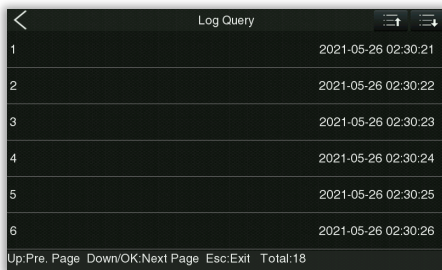 Log Query
1 2021-05-26 02:30:21
2 2021-05-26 02:30:22
3 2021-05-26 02:30:23
4 2021-05-26 02:30:24
5 2021-05-26 02:30:25
6 2021-05-26 02:30:26
Up:Pre. Page Down/OK:Next Page Esc:Exit Total:18